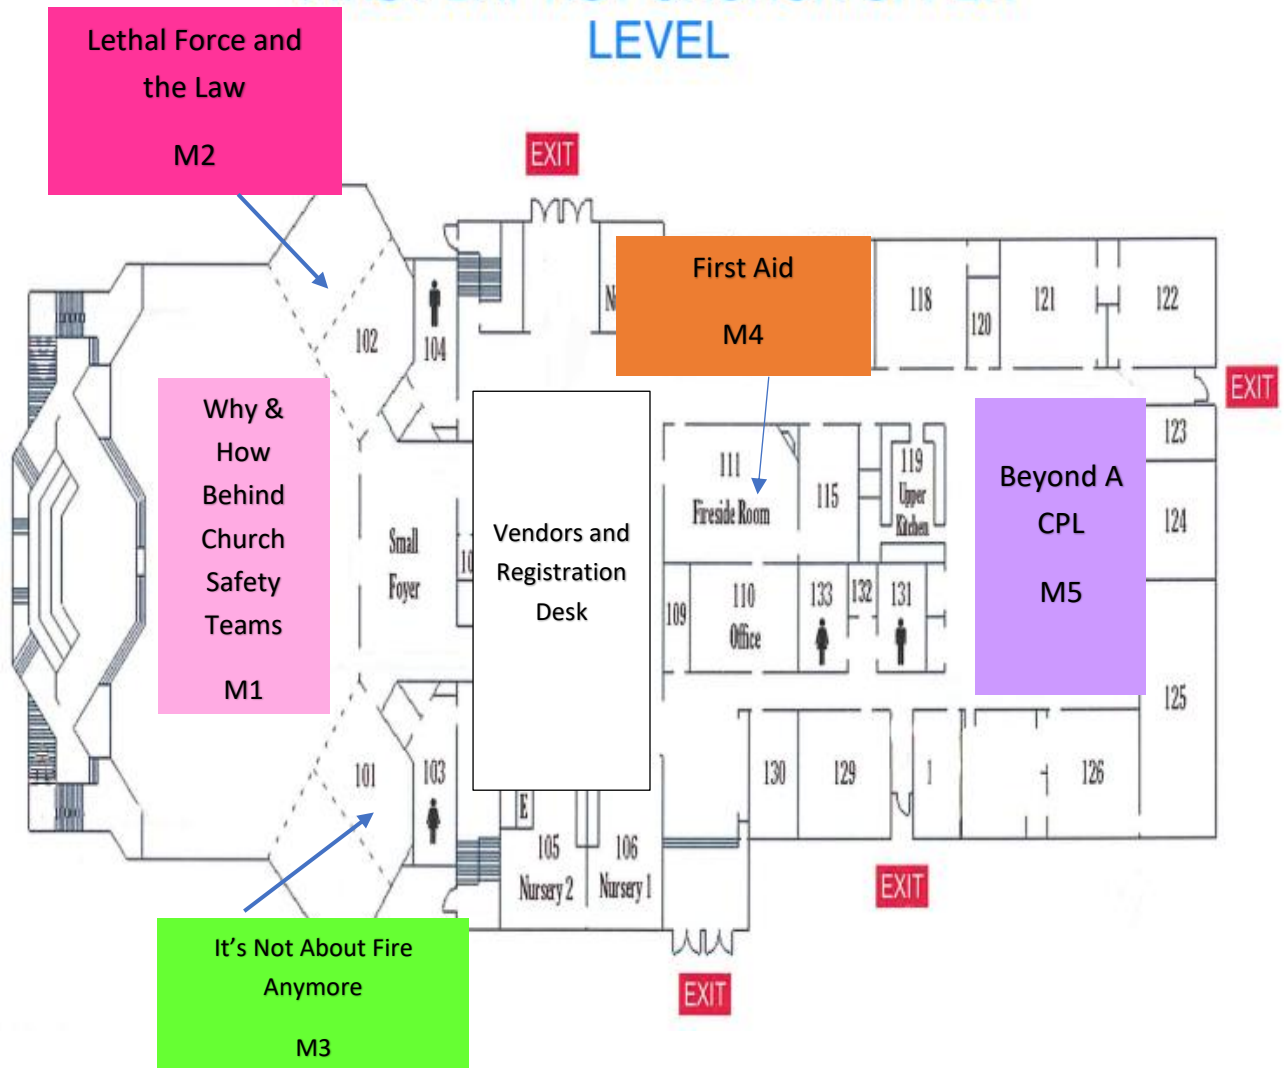 LEVEL
Lethal Force and
the Law
M2
EXIT
First Aid
M4
118
120
121
122
102
104
EXIT
Why &
How
Behind
Church
Safety
Teams
M1
Small
Foyer
Vendors and
Registration
Desk
111
Fireside Room
115
119
Upper
Kitchen
Beyond A
CPL
M5
123
124
109
110
Office
133
132
131
125
101
103
E
105
Nursery 2
106
Nursery 1
130
129
1
126
EXIT
EXIT
It’s Not About Fire
Anymore
M3